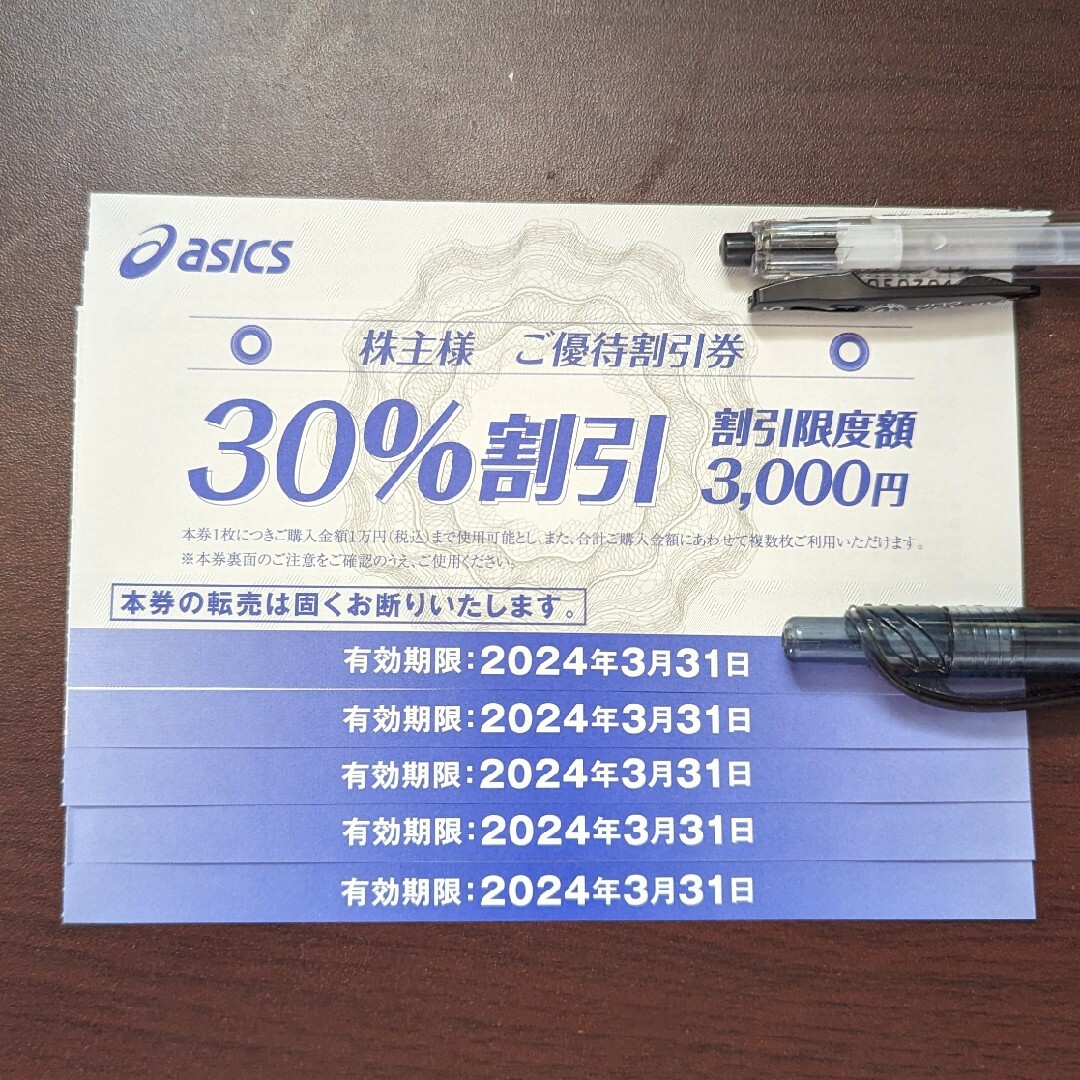 asics
株主様 ご優待割引券
30%割引
割引限度額
3,000円
本券1枚につきご購入金額1万円(税込)まで使用可能とし、また、合計ご購入金額にあわせて複数枚ご利用いただけます。
※本券裏面のご注意をご確認のうえ、ご使用ください。
本券の転売は固くお断りいたします。
有効期限:2024年3月31日
有効期限:2024年3月31日
有効期限:2024年3月31日
有効期限:2024年3月31日
有効期限:2024年3月31日